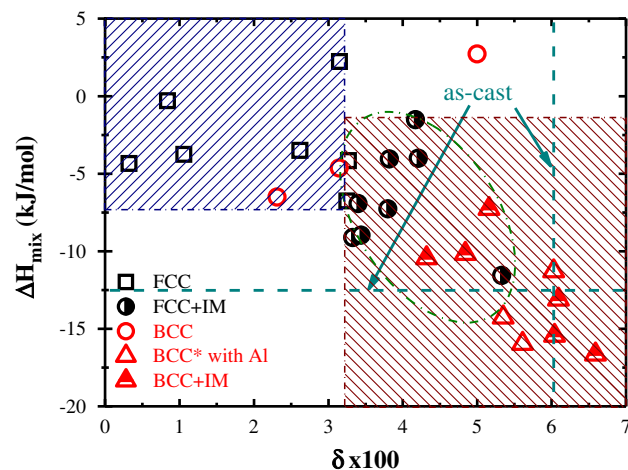 5
0
-5
-10
-15
-20
ΔH_mix (kJ/mol)
as-cast
FCC
FCC+IM
BCC
BCC* with Al
BCC+IM
0 1 2 3 4 5 6 7
δ x100